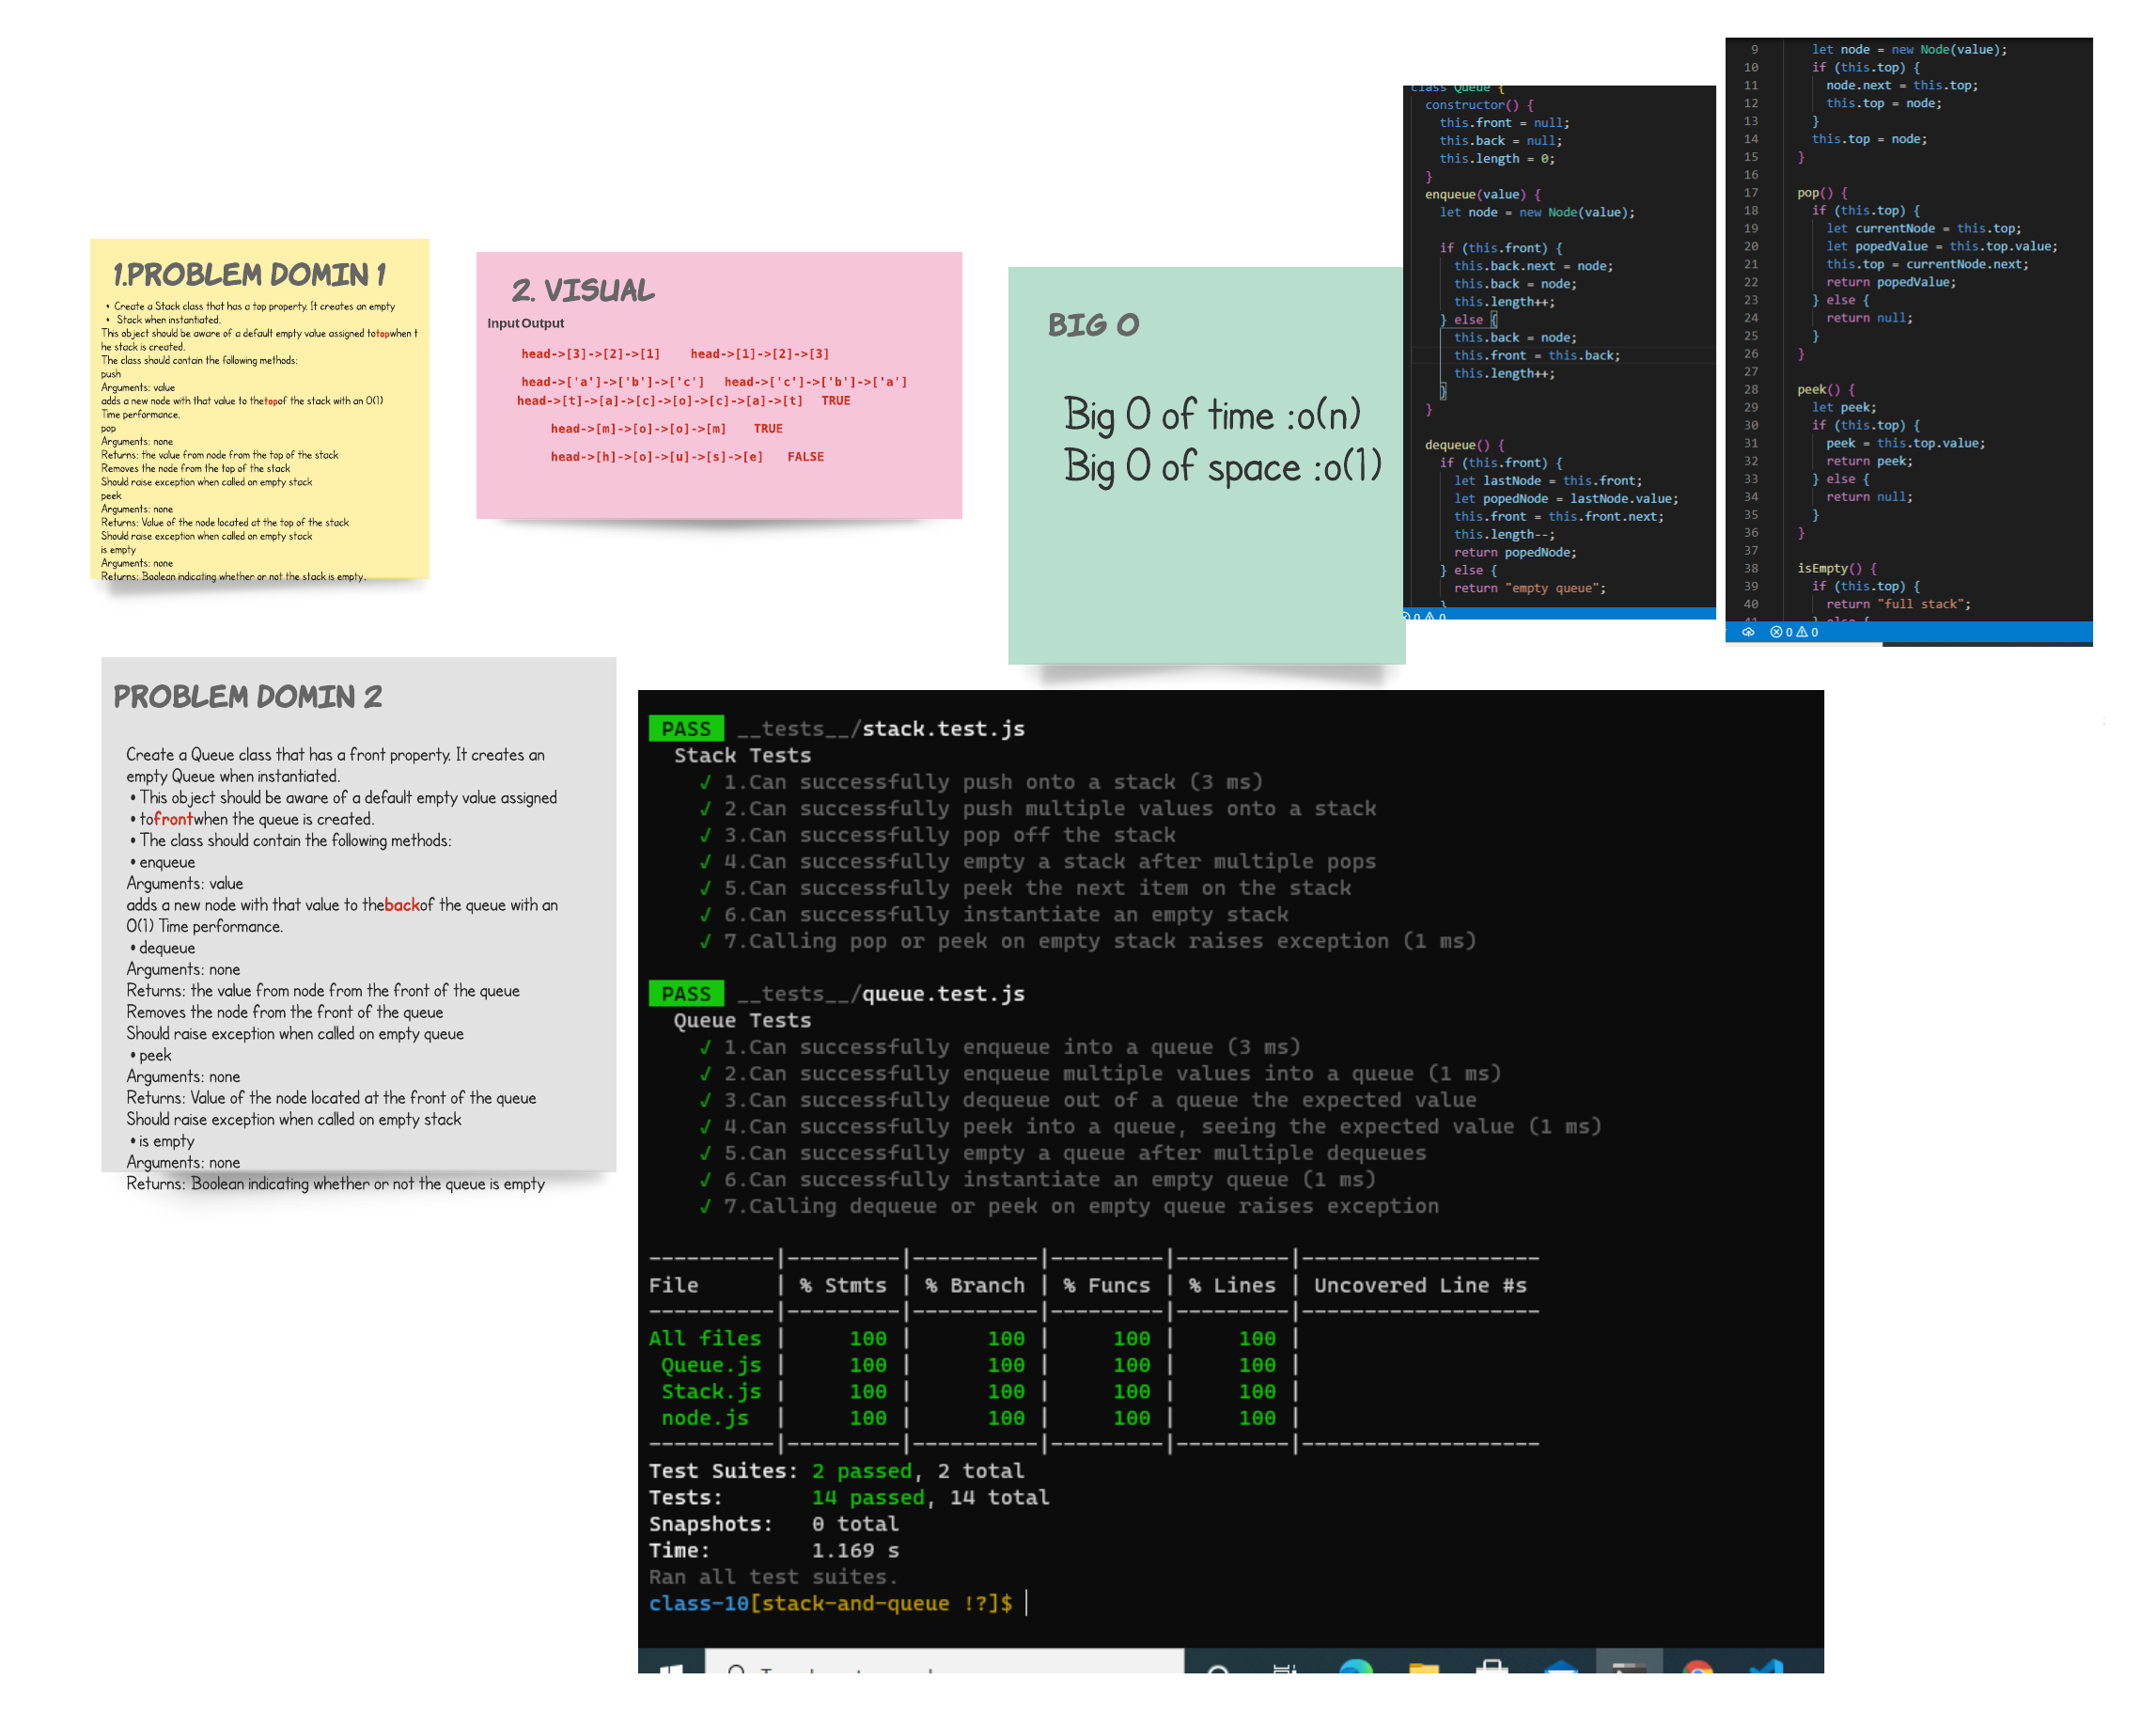 1.PROBLEM DOMIN 1
• Create a Stack class that has a top property. It creates an empty
• Stack when instantiated.
This object should be aware of a default empty value assigned totopwhen t
he stack is created.
The class should contain the following methods:
push
Arguments: value
adds a new node with that value to thetopof the stack with an O(1)
Time performance.
pop
Arguments: none
Returns: the value from node from the top of the stack
Removes the node from the top of the stack
Should raise exception when called on empty stack
peek
Arguments: none
Returns: Value of the node located at the top of the stack
Should raise exception when called on empty stack
is empty
Arguments: none
Returns: Boolean indicating whether or not the stack is empty.
2. VISUAL
Input Output
head->[3]->[2]->[1] head->[1]->[2]->[3]
head->['a']->['b']->['c'] head->['c']->['b']->['a']
head->[t]->[a]->[c]->[o]->[c]->[a]->[t] TRUE
head->[m]->[o]->[o]->[m] TRUE
head->[h]->[o]->[u]->[s]->[e] FALSE
BIG O
Big O of time :o(n)
Big O of space :o(1)
class Queue {
constructor() {
this.front = null;
this.back = null;
this.length = 0;
}
enqueue(value) {
let node = new Node(value);
if (this.front) {
this.back.next = node;
this.back = node;
this.length++;
} else {
this.back = node;
this.front = this.back;
this.length++;
}
}
dequeue() {
if (this.front) {
let lastNode = this.front;
let popedNode = lastNode.value;
this.front = this.front.next;
this.length--;
return popedNode;
} else {
return "empty queue";
}
0 0
9 let node = new Node(value);
10 if (this.top) {
11 node.next = this.top;
12 this.top = node;
13 }
14 this.top = node;
15 }
16
17 pop() {
18 if (this.top) {
19 let currentNode = this.top;
20 let popedValue = this.top.value;
21 this.top = currentNode.next;
22 return popedValue;
23 } else {
24 return null;
25 }
26 }
27
28 peek() {
29 let peek;
30 if (this.top) {
31 peek = this.top.value;
32 return peek;
33 } else {
34 return null;
35 }
36 }
37
38 isEmpty() {
39 if (this.top) {
40 return "full stack";
41 } else {
0 0
PROBLEM DOMIN 2
Create a Queue class that has a front property. It creates an
empty Queue when instantiated.
• This object should be aware of a default empty value assigned
• tofrontwhen the queue is created.
• The class should contain the following methods:
• enqueue
Arguments: value
adds a new node with that value to thebackof the queue with an
O(1) Time performance.
• dequeue
Arguments: none
Returns: the value from node from the front of the queue
Removes the node from the front of the queue
Should raise exception when called on empty queue
• peek
Arguments: none
Returns: Value of the node located at the front of the queue
Should raise exception when called on empty stack
• is empty
Arguments: none
Returns: Boolean indicating whether or not the queue is empty
PASS __tests__/stack.test.js
Stack Tests
√ 1.Can successfully push onto a stack (3 ms)
√ 2.Can successfully push multiple values onto a stack
√ 3.Can successfully pop off the stack
√ 4.Can successfully empty a stack after multiple pops
√ 5.Can successfully peek the next item on the stack
√ 6.Can successfully instantiate an empty stack
√ 7.Calling pop or peek on empty stack raises exception (1 ms)
PASS __tests__/queue.test.js
Queue Tests
√ 1.Can successfully enqueue into a queue (3 ms)
√ 2.Can successfully enqueue multiple values into a queue (1 ms)
√ 3.Can successfully dequeue out of a queue the expected value
√ 4.Can successfully peek into a queue, seeing the expected value (1 ms)
√ 5.Can successfully empty a queue after multiple dequeues
√ 6.Can successfully instantiate an empty queue (1 ms)
√ 7.Calling dequeue or peek on empty queue raises exception
----------|---------|----------|---------|---------|-------------------
File | % Stmts | % Branch | % Funcs | % Lines | Uncovered Line #s
----------|---------|----------|---------|---------|-------------------
All files | 100 | 100 | 100 | 100 |
Queue.js | 100 | 100 | 100 | 100 |
Stack.js | 100 | 100 | 100 | 100 |
node.js | 100 | 100 | 100 | 100 |
----------|---------|----------|---------|---------|-------------------
Test Suites: 2 passed, 2 total
Tests: 14 passed, 14 total
Snapshots: 0 total
Time: 1.169 s
Ran all test suites.
class-10[stack-and-queue !?]$